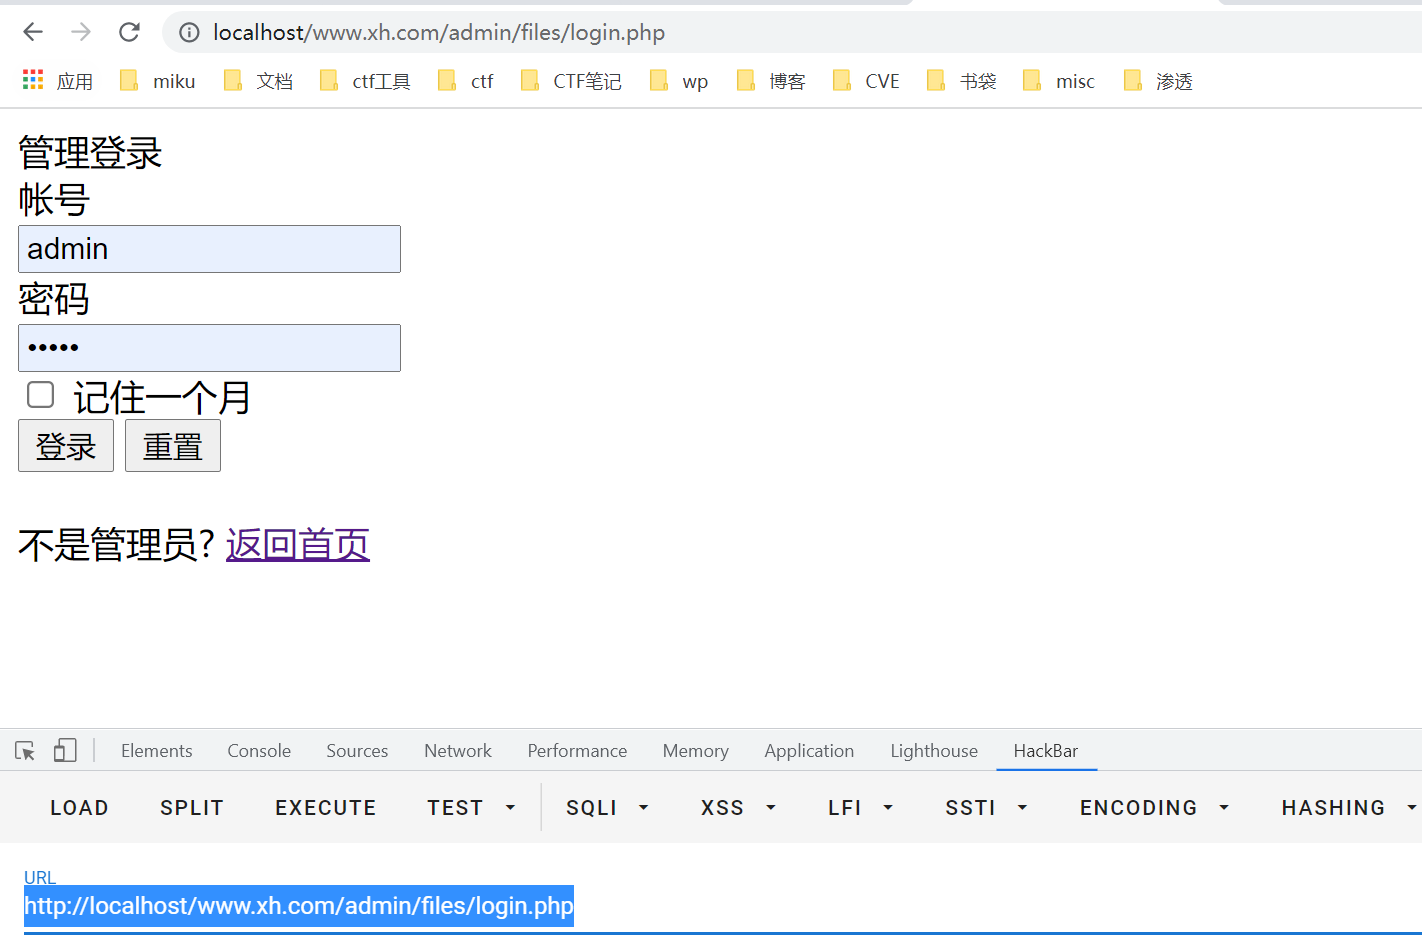 localhost/www.xh.com/admin/files/login.php
应用 miku 文档 ctf工具 ctf CTF笔记 wp 博客 CVE 书袋 misc 渗透
管理登录
帐号
admin
密码
•••••
记住一个月
登录 重置
不是管理员? 返回首页
Elements Console Sources Network Performance Memory Application Lighthouse HackBar
LOAD SPLIT EXECUTE TEST SQLI XSS LFI SSTI ENCODING HASHING
URL
http://localhost/www.xh.com/admin/files/login.php